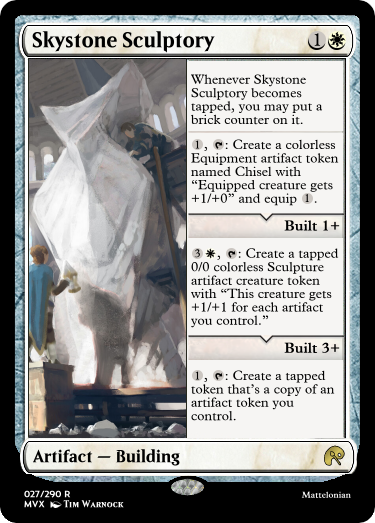 Skystone Sculptory 1
Whenever Skystone
Sculptory becomes
tapped, you may put a
brick counter on it.
1, : Create a colorless
Equipment artifact token
named Chisel with
“Equipped creature gets
+1/+0” and equip 1.
Built 1+
3 , : Create a tapped
0/0 colorless Sculpture
artifact creature token
with “This creature gets
+1/+1 for each artifact
you control.”
Built 3+
1, : Create a tapped
token that's a copy of an
artifact token you
control.
Artifact — Building
027/290 R
MVX TIM WARNOCK
Mattelonian